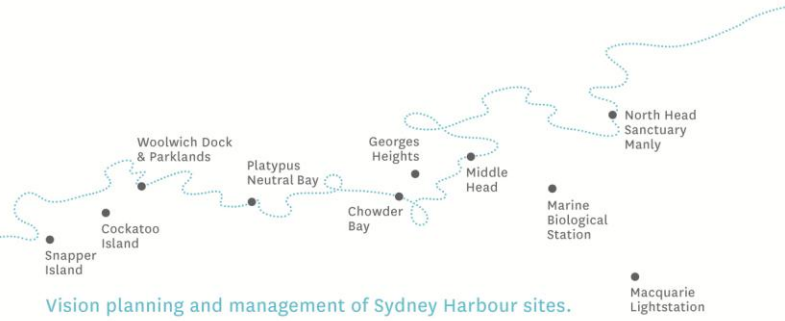 North Head
Sanctuary
Manly
Woolwich Dock
& Parklands
Georges
Heights
Platypus
Neutral Bay
Middle
Head
Marine
Biological
Station
Chowder
Bay
Cockatoo
Island
Snapper
Island
Macquarie
Lightstation
Vision planning and management of Sydney Harbour sites.